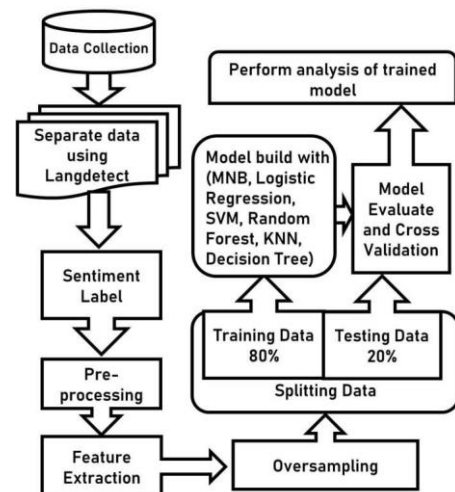 Data Collection
Separate data
using
Langdetect
Sentiment
Label
Pre-
processing
Feature
Extraction
Oversampling
Training Data
80%
Testing Data
20%
Splitting Data
Model build with
(MNB, Logistic
Regression,
SVM, Random
Forest, KNN,
Decision Tree)
Model
Evaluate
and Cross
Validation
Perform analysis of trained
model